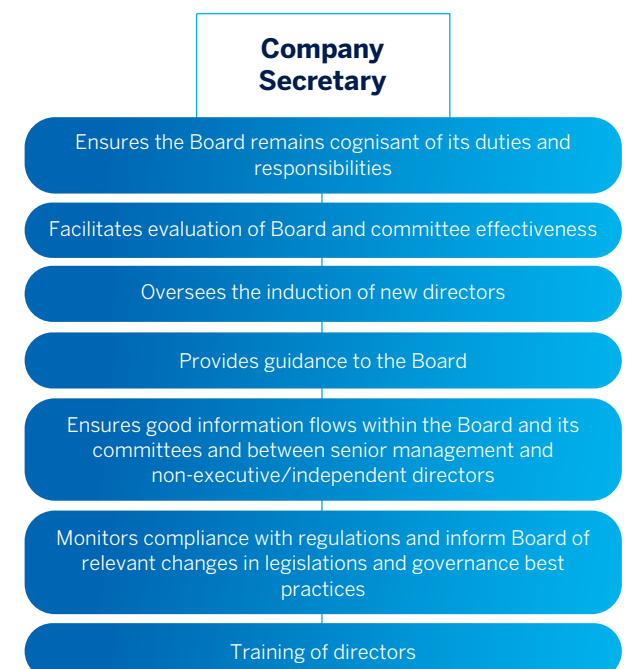 Company
Secretary
Ensures the Board remains cognisant of its duties and
responsibilities
Facilitates evaluation of Board and committee effectiveness
Oversees the induction of new directors
Provides guidance to the Board
Ensures good information flows within the Board and its
committees and between senior management and
non-executive/independent directors
Monitors compliance with regulations and inform Board of
relevant changes in legislations and governance best
practices
Training of directors